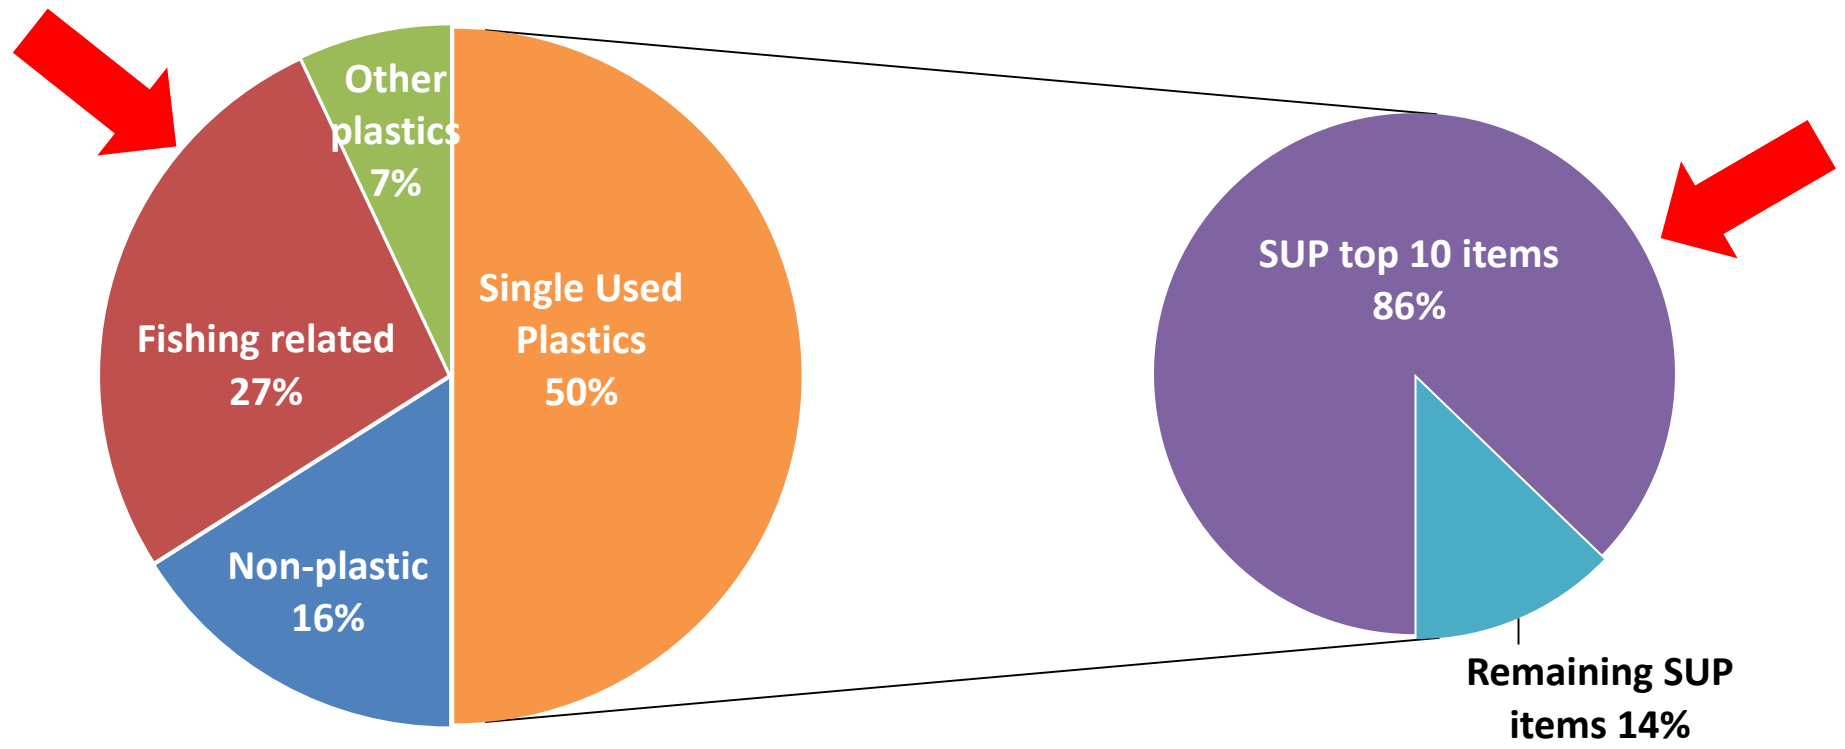 Other
plastics
7%
Single Used
Plastics
50%
Fishing related
27%
Non-plastic
16%
SUP top 10 items
86%
Remaining SUP
items 14%